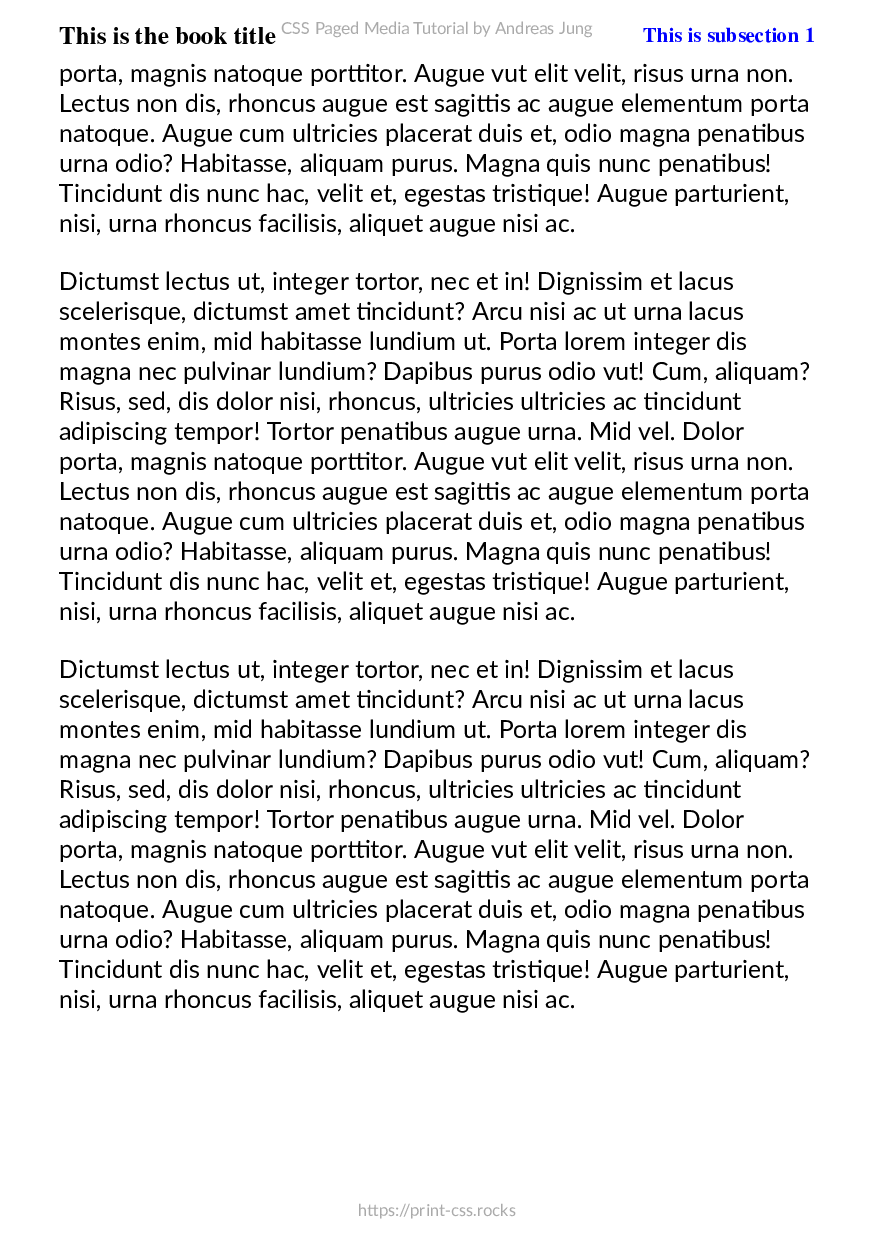 This is the book title CSS Paged Media Tutorial by Andreas Jung This is subsection 1
porta, magnis natoque porttitor. Augue vut elit velit, risus urna non.
Lectus non dis, rhoncus augue est sagittis ac augue elementum porta
natoque. Augue cum ultricies placerat duis et, odio magna penatibus
urna odio? Habitasse, aliquam purus. Magna quis nunc penatibus!
Tincidunt dis nunc hac, velit et, egestas tristique! Augue parturient,
nisi, urna rhoncus facilisis, aliquet augue nisi ac.
Dictumst lectus ut, integer tortor, nec et in! Dignissim et lacus
scelerisque, dictumst amet tincidunt? Arcu nisi ac ut urna lacus
montes enim, mid habitasse lundium ut. Porta lorem integer dis
magna nec pulvinar lundium? Dapibus purus odio vut! Cum, aliquam?
Risus, sed, dis dolor nisi, rhoncus, ultricies ultricies ac tincidunt
adipiscing tempor! Tortor penatibus augue urna. Mid vel. Dolor
porta, magnis natoque porttitor. Augue vut elit velit, risus urna non.
Lectus non dis, rhoncus augue est sagittis ac augue elementum porta
natoque. Augue cum ultricies placerat duis et, odio magna penatibus
urna odio? Habitasse, aliquam purus. Magna quis nunc penatibus!
Tincidunt dis nunc hac, velit et, egestas tristique! Augue parturient,
nisi, urna rhoncus facilisis, aliquet augue nisi ac.
Dictumst lectus ut, integer tortor, nec et in! Dignissim et lacus
scelerisque, dictumst amet tincidunt? Arcu nisi ac ut urna lacus
montes enim, mid habitasse lundium ut. Porta lorem integer dis
magna nec pulvinar lundium? Dapibus purus odio vut! Cum, aliquam?
Risus, sed, dis dolor nisi, rhoncus, ultricies ultricies ac tincidunt
adipiscing tempor! Tortor penatibus augue urna. Mid vel. Dolor
porta, magnis natoque porttitor. Augue vut elit velit, risus urna non.
Lectus non dis, rhoncus augue est sagittis ac augue elementum porta
natoque. Augue cum ultricies placerat duis et, odio magna penatibus
urna odio? Habitasse, aliquam purus. Magna quis nunc penatibus!
Tincidunt dis nunc hac, velit et, egestas tristique! Augue parturient,
nisi, urna rhoncus facilisis, aliquet augue nisi ac.
https://print-css.rocks